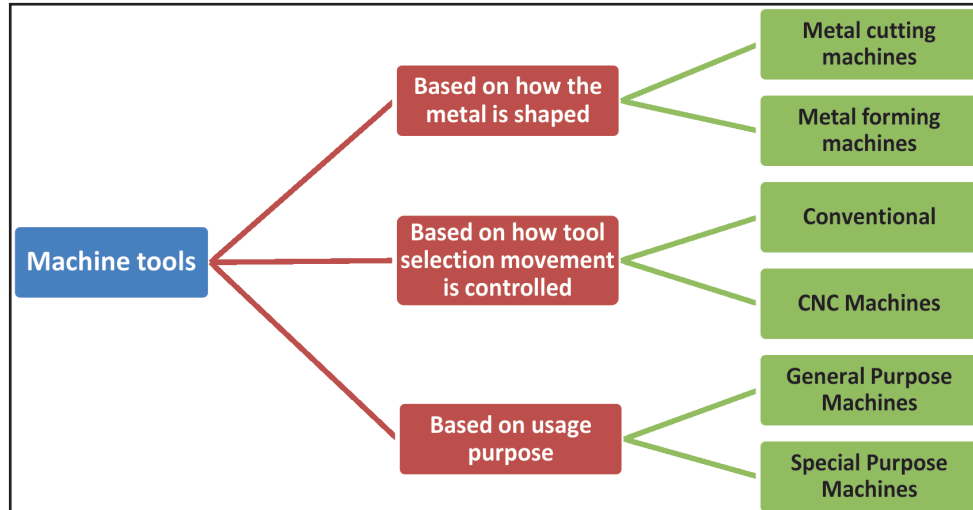 Machine tools
Based on how the
metal is shaped
Metal cutting
machines
Metal forming
machines
Based on how tool
selection movement
is controlled
Conventional
CNC Machines
Based on usage
purpose
General Purpose
Machines
Special Purpose
Machines